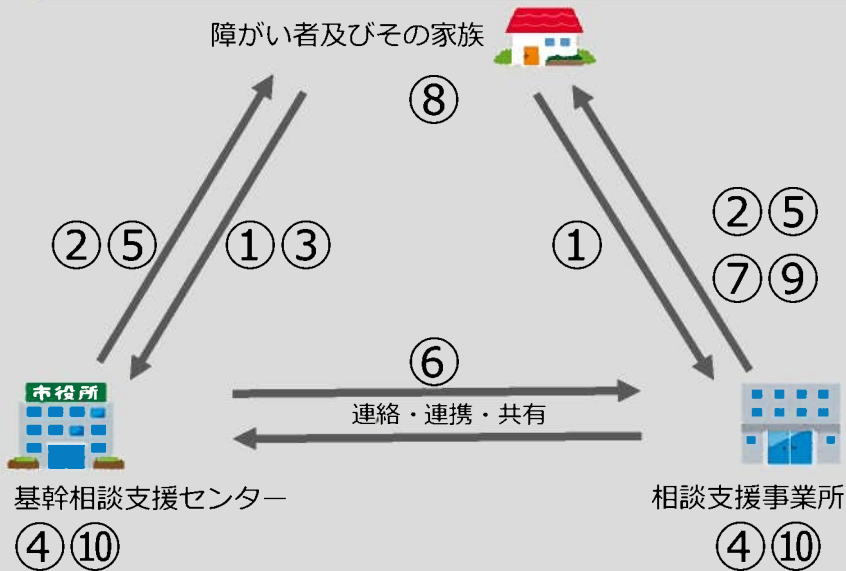 障がい者及びその家族
⑧
②⑤
①③
①
②⑤
⑦⑨
⑥
連絡・連携・共有
市役所
基幹相談支援センター
④⑩
相談支援事業所
④⑩